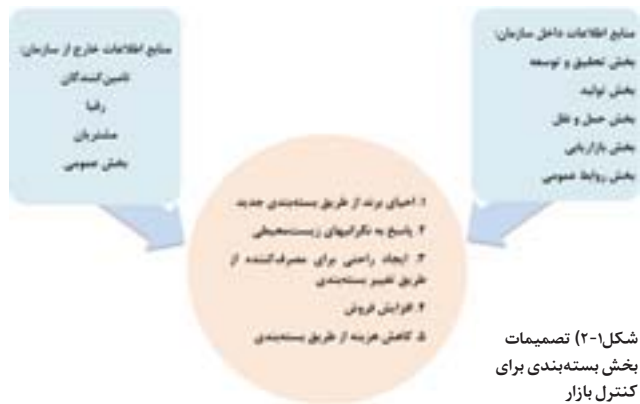 منابع اطلاعات داخل سازمان:
بخش تحقیق و توسعه
بخش تولید
بخش حمل و نقل
بخش بازاریابی
بخش روابط عمومی
منابع اطلاعات خارج از سازمان:
تامین‌کنندگان
رقبا
مشتریان
بخش عمومی
۱. احیای برند از طریق بسته‌بندی جدید
۲. پاسخ به نگرانیهای زیست‌محیطی
۳. ایجاد راحتی برای مصرف‌کننده از
طریق تغییر بسته‌بندی
۴. افزایش فروش
۵. کاهش هزینه از طریق بسته‌بندی
شکل۱-۲) تصمیمات
بخش بسته‌بندی برای
کنترل بازار